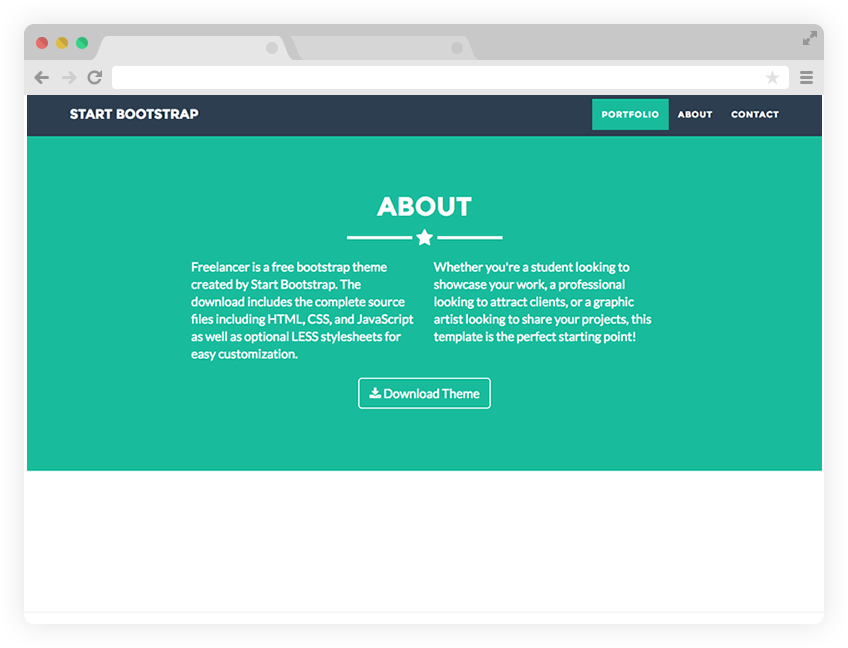 START BOOTSTRAP
PORTFOLIO ABOUT CONTACT
ABOUT
Freelancer is a free bootstrap theme
created by Start Bootstrap. The
download includes the complete source
files including HTML, CSS, and JavaScript
as well as optional LESS stylesheets for
easy customization.
Whether you're a student looking to
showcase your work, a professional
looking to attract clients, or a graphic
artist looking to share your projects, this
template is the perfect starting point!
Download Theme